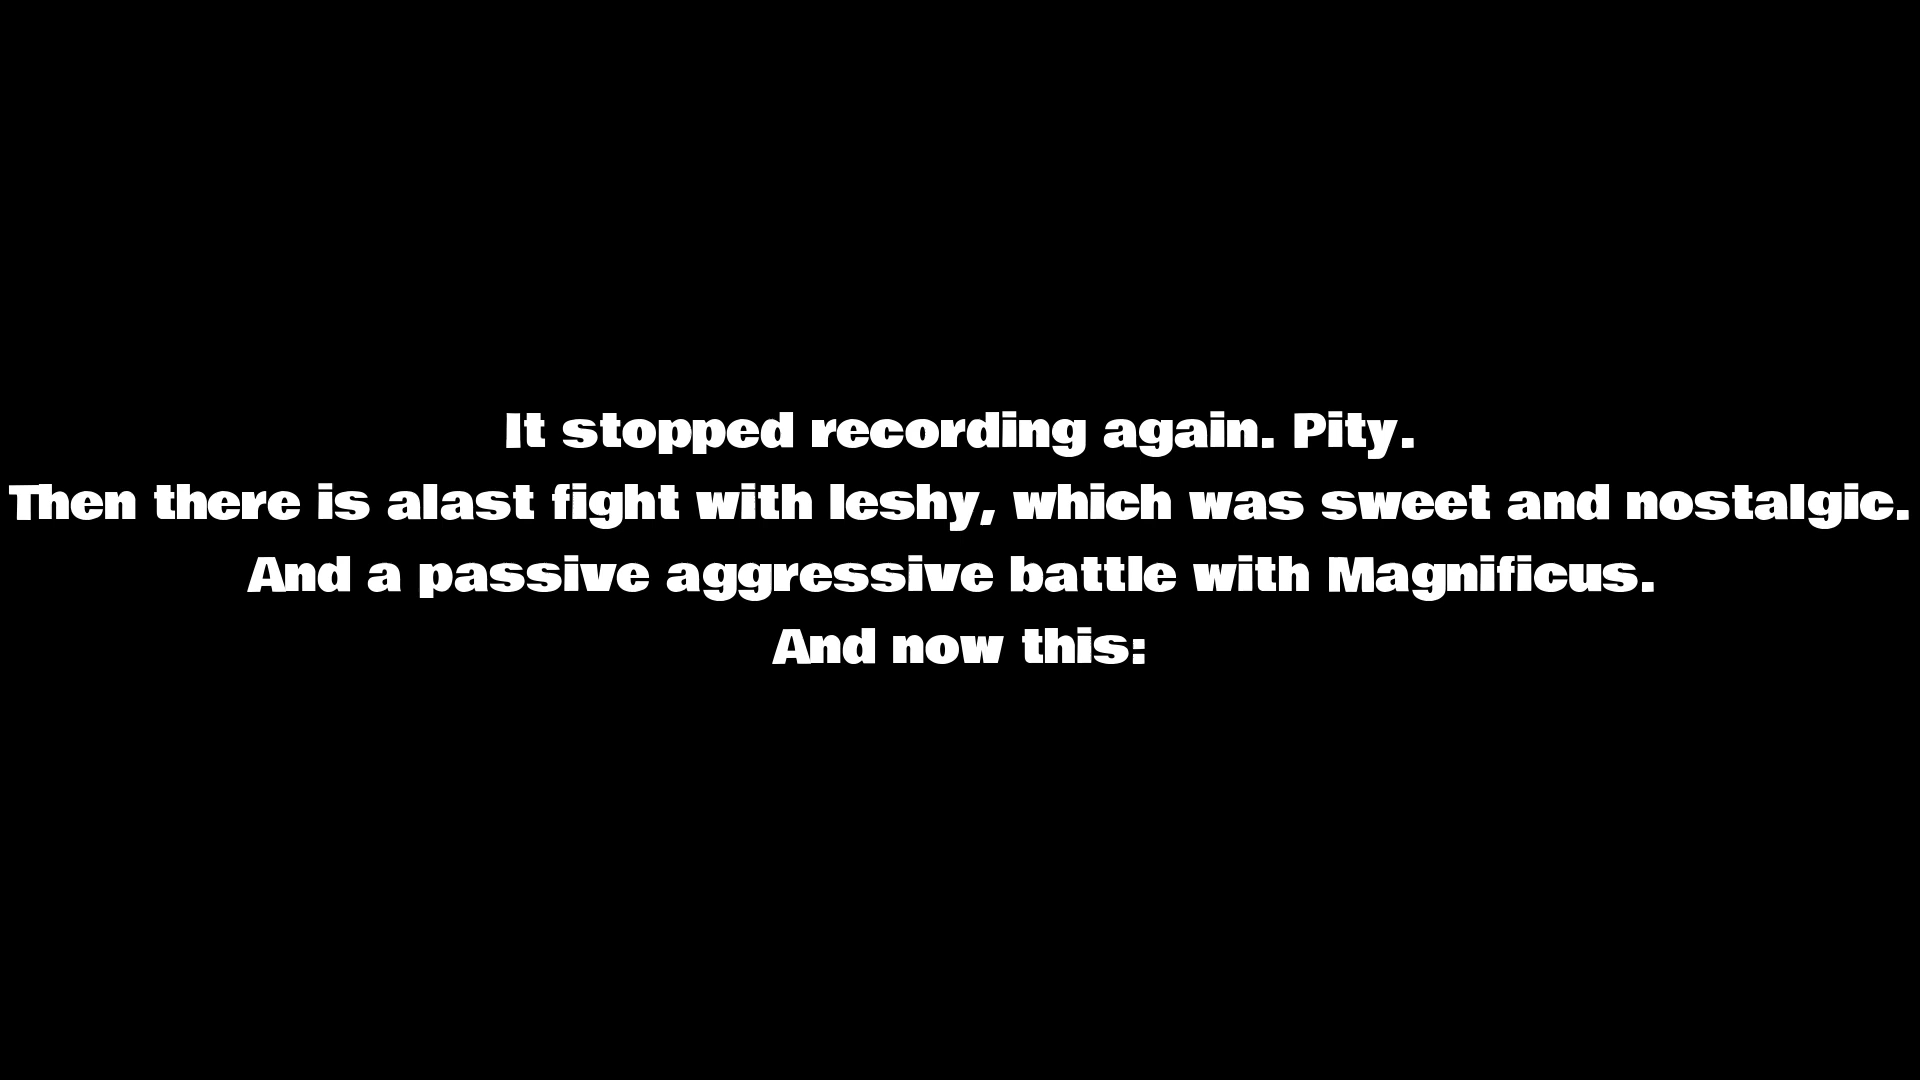 It stopped recording again. Pity.
Then there is alast fight with leshy, which was sweet and nostalgic.
And a passive aggressive battle with Magnificus.
And now this: